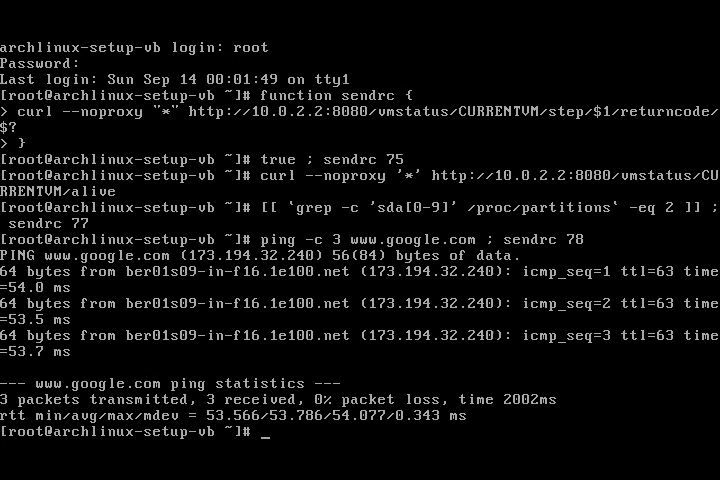 archlinux-setup-vb login: root
Password:
Last login: Sun Sep 14 00:01:49 on tty1
[root@archlinux-setup-vb ~]# function sendrc {
> curl --noproxy "*" http://10.0.2.2:8080/vmstatus/CURRENTVM/step/$1/returncode/
$?
> }
[root@archlinux-setup-vb ~]# true ; sendrc 75
[root@archlinux-setup-vb ~]# curl --noproxy '*' http://10.0.2.2:8080/vmstatus/CU
RRENTVM/alive
[root@archlinux-setup-vb ~]# [[ `grep -c 'sda[0-9]' /proc/partitions` -eq 2 ]] ;
 sendrc 77
[root@archlinux-setup-vb ~]# ping -c 3 www.google.com ; sendrc 78
PING www.google.com (173.194.32.240) 56(84) bytes of data.
64 bytes from ber01s09-in-f16.1e100.net (173.194.32.240): icmp_seq=1 ttl=63 time
=54.0 ms
64 bytes from ber01s09-in-f16.1e100.net (173.194.32.240): icmp_seq=2 ttl=63 time
=53.5 ms
64 bytes from ber01s09-in-f16.1e100.net (173.194.32.240): icmp_seq=3 ttl=63 time
=53.7 ms

--- www.google.com ping statistics ---
3 packets transmitted, 3 received, 0% packet loss, time 2002ms
rtt min/avg/max/mdev = 53.566/53.786/54.077/0.343 ms
[root@archlinux-setup-vb ~]# _